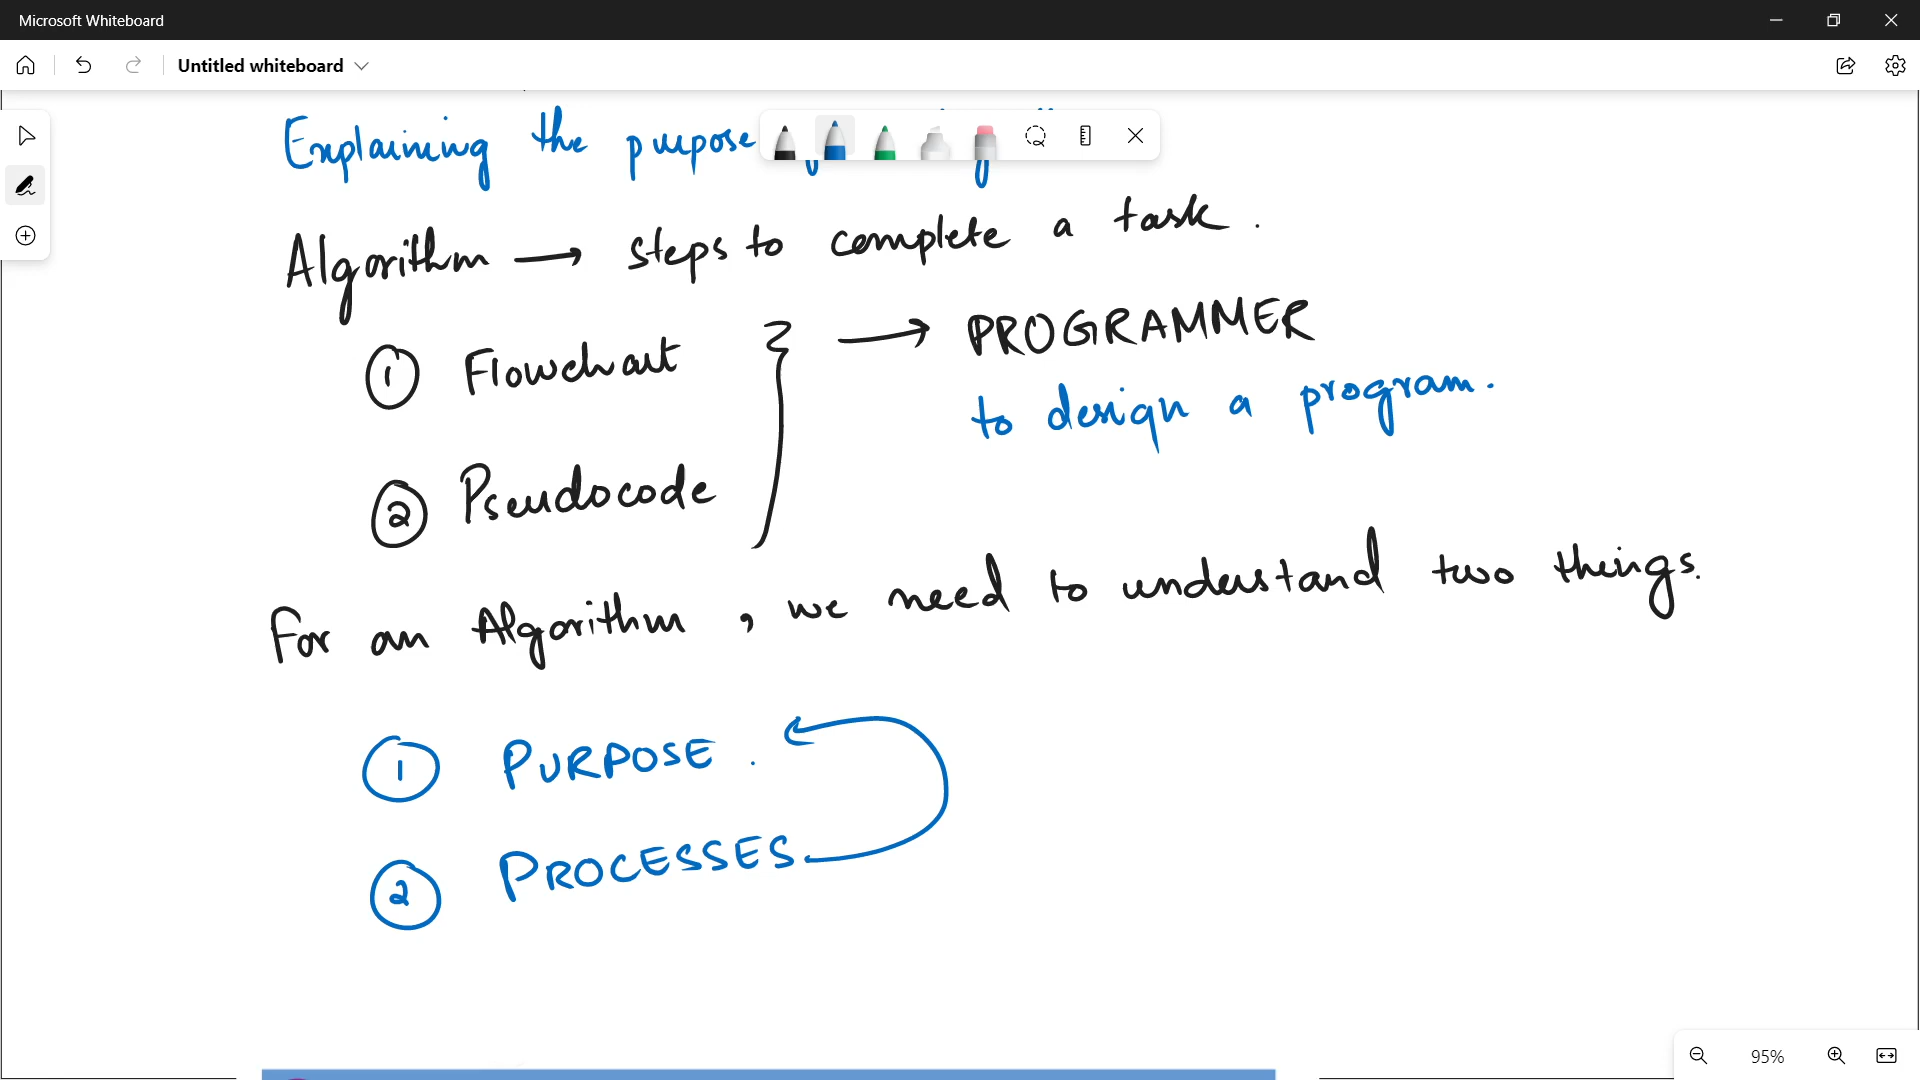 Microsoft Whiteboard
Untitled whiteboard
Explaining the purpose
Algorithm → steps to complete a task.
① Flowchart } → PROGRAMMER
to design a program.
② Pseudocode
For an Algorithm, we need to understand two things.
① PURPOSE.
② PROCESSES.
95%